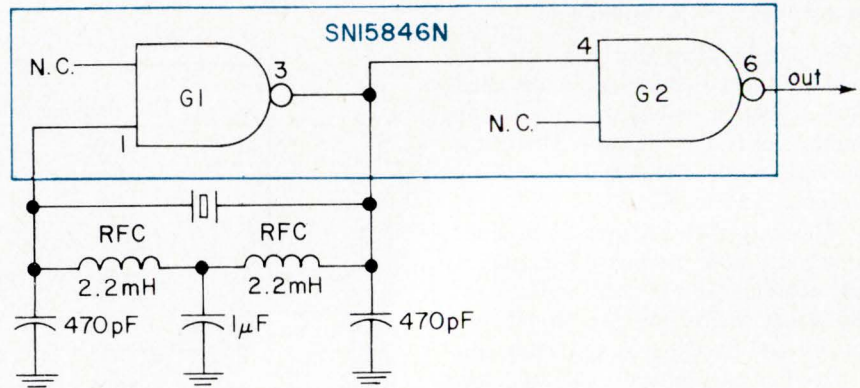 SN15846N
N.C.
G1
3
1
4
G2
6
out
N.C.
RFC
RFC
2.2mH
2.2mH
470pF
1μF
470pF